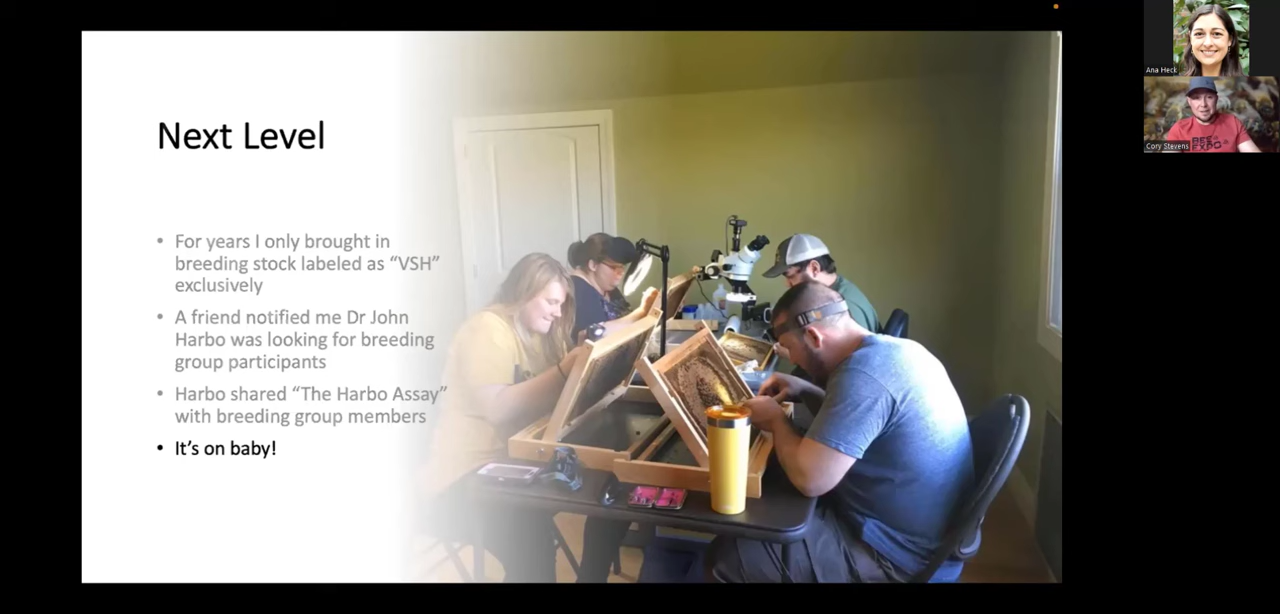 Next Level
• For years I only brought in
breeding stock labeled as “VSH”
exclusively
• A friend notified me Dr John
Harbo was looking for breeding
group participants
• Harbo shared “The Harbo Assay”
with breeding group members
• It’s on baby!
Ana Heck
BEE
EXPO
Cory Stevens